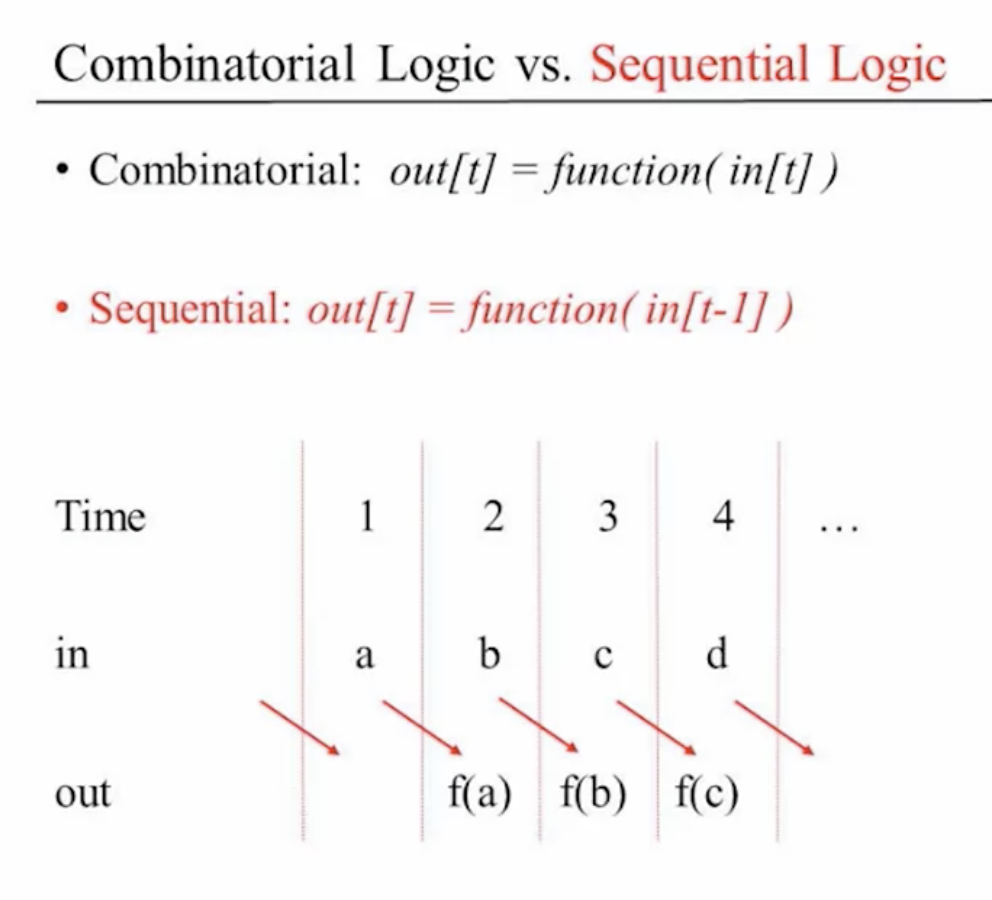 Combinatorial Logic vs. Sequential Logic
• Combinatorial: out[t] = function( in[t] )
• Sequential: out[t] = function( in[t-1] )
Time 1 2 3 4 ...
in a b c d
out f(a) f(b) f(c)